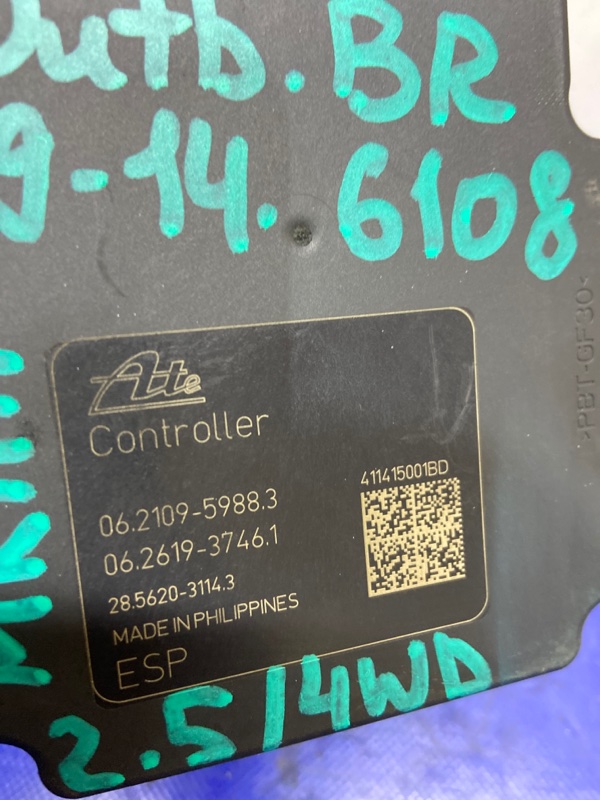 outb. BR
9-14. 6108
Ate
Controller
411415001BD
06.2109-5988.3
06.2619-3746.1
28.5620-3114.3
MADE IN PHILIPPINES
ESP
2.5/4WD
>PBT-GF30<